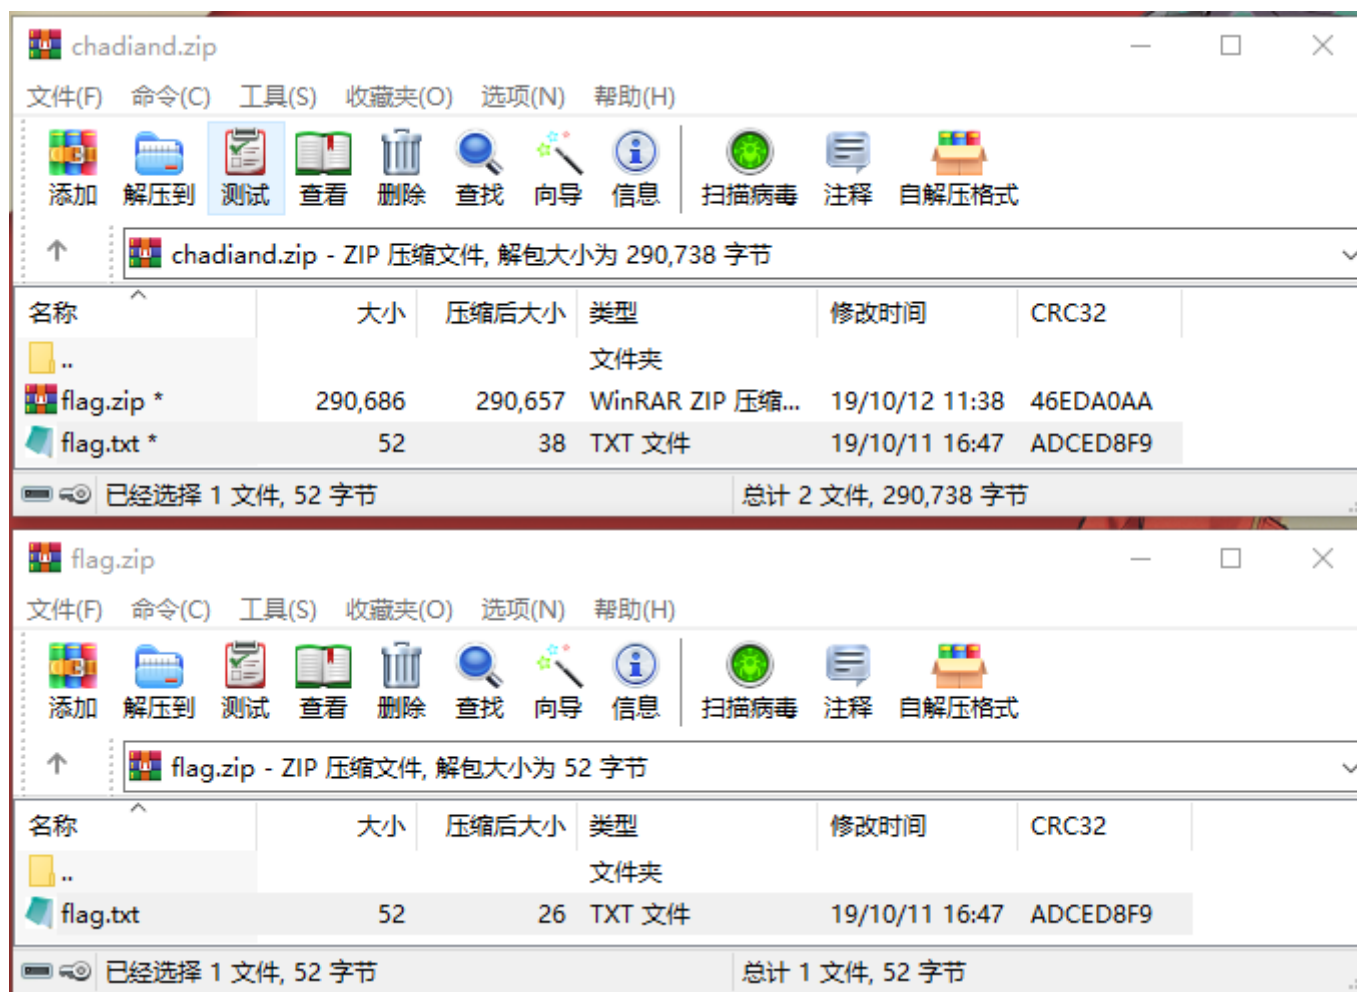 chadiand.zip
文件(F) 命令(C) 工具(S) 收藏夹(O) 选项(N) 帮助(H)
添加 解压到 测试 查看 删除 查找 向导 信息 扫描病毒 注释 自解压格式
chadiand.zip - ZIP 压缩文件, 解包大小为 290,738 字节
名称 大小 压缩后大小 类型 修改时间 CRC32
.. 文件夹
flag.zip * 290,686 290,657 WinRAR ZIP 压缩... 19/10/12 11:38 46EDA0AA
flag.txt * 52 38 TXT 文件 19/10/11 16:47 ADCED8F9
已经选择 1 文件, 52 字节 总计 2 文件, 290,738 字节
flag.zip
文件(F) 命令(C) 工具(S) 收藏夹(O) 选项(N) 帮助(H)
添加 解压到 测试 查看 删除 查找 向导 信息 扫描病毒 注释 自解压格式
flag.zip - ZIP 压缩文件, 解包大小为 52 字节
名称 大小 压缩后大小 类型 修改时间 CRC32
.. 文件夹
flag.txt 52 26 TXT 文件 19/10/11 16:47 ADCED8F9
已经选择 1 文件, 52 字节 总计 1 文件, 52 字节